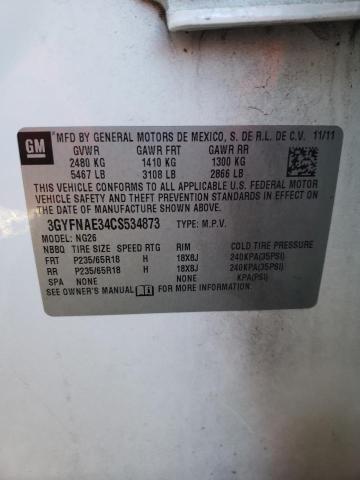 GM
MFD BY GENERAL MOTORS DE MEXICO, S. DE R.L. DE C.V. 11/11
GVWR GAWR FRT GAWR RR
2480 KG 1410 KG 1300 KG
5467 LB 3108 LB 2866 LB
THIS VEHICLE CONFORMS TO ALL APPLICABLE U.S. FEDERAL MOTOR
VEHICLE SAFETY AND THEFT PREVENTION STANDARDS IN EFFECT ON THE
DATE OF MANUFACTURE SHOWN ABOVE.
3GYFNAE34CS534873 TYPE: M.P.V.
MODEL: NG26
NBBQ TIRE SIZE SPEED RTG RIM COLD TIRE PRESSURE
FRT P235/65R18 H 18X8J 240KPA(35PSI)
RR P235/65R18 H 18X8J 240KPA(35PSI)
SPA NONE NONE KPA(PSI)
SEE OWNER'S MANUAL FOR MORE INFORMATION.